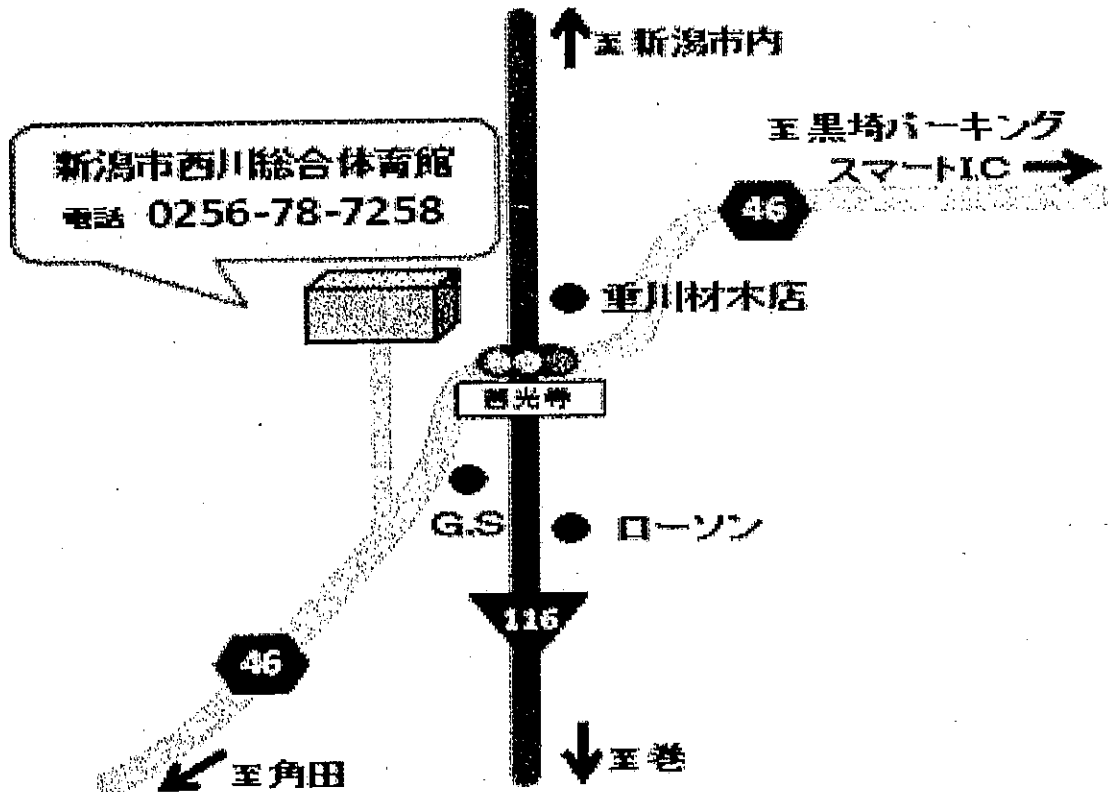 至 新潟市内
至 黒埼パーキング
スマートI.C
新潟市西川総合体育館
電話 0256-78-7258
46
重川材木店
善光寺
G.S
ローソン
116
46
至 角田
至 巻